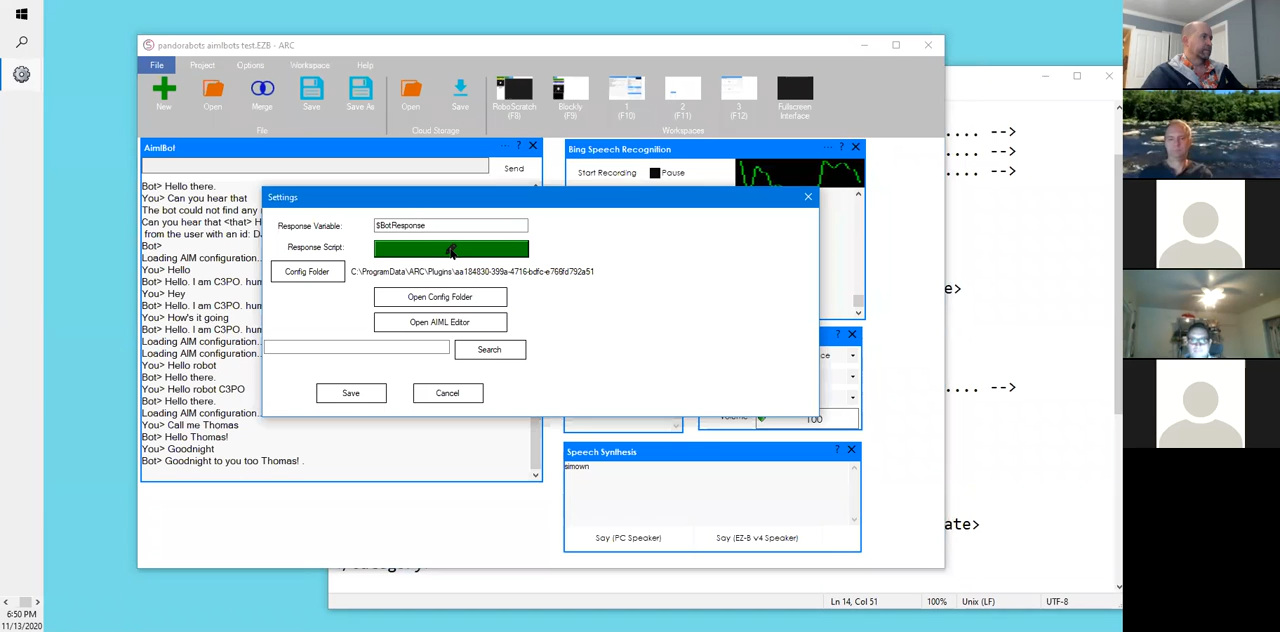 pandorabots aimlbots test.EZB - ARC
File Project Options Workspace Help
New Open Merge Save Save As Open Save RoboScratch (F8) Blockly (F9) 1 (F10) 2 (F11) 3 (F12) Fullscreen Interface
File Cloud Storage Workspaces
AimlBot ... ?
Send
Bot> Hello there.
You> Can you hear that
The bot could not find any
Can you hear that <that> H
from the user with an id: D
Bot>
Loading AIM configuration..
You> Hello
Bot> Hello. I am C3PO. hum
You> Hey
Bot> Hello. I am C3PO. hum
You> How's it going
Bot> Hello. I am C3PO. hum
Loading AIM configuration..
Loading AIM configuration..
You> Hello robot
Bot> Hello there.
You> Hello robot C3PO
Bot> Hello there.
Loading AIM configuration..
You> Call me Thomas
Bot> Hello Thomas!
You> Goodnight
Bot> Goodnight to you too Thomas! .
Bing Speech Recognition ... ?
Start Recording Pause
Settings
Response Variable: $BotResponse
Response Script:
Config Folder C:\ProgramData\ARC\Plugins\aa184830-399a-4716-bdfc-e766fd792a51
Open Config Folder
Open AIML Editor
Search
Save Cancel
?
ce
Volume 100
Speech Synthesis ?
simown
Say (PC Speaker) Say (EZ-B v4 Speaker)
.... -->
.... -->
.... -->
e>
.... -->
ate>
Ln 14, Col 51 100% Unix (LF) UTF-8
6:50 PM
11/13/2020